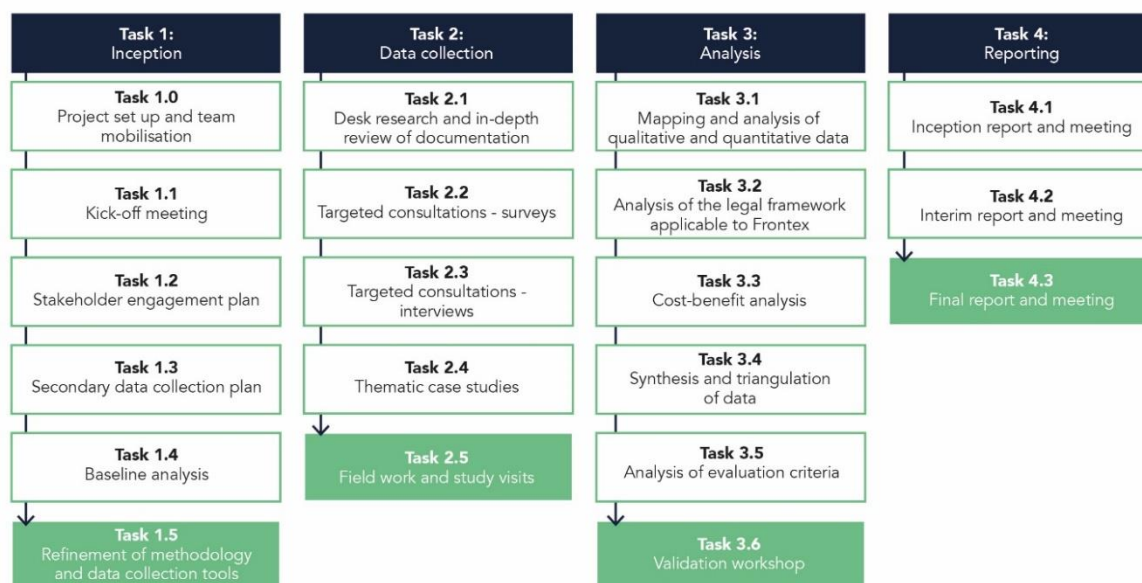 Task 1:
Inception
Task 1.0
Project set up and team
mobilisation
Task 1.1
Kick-off meeting
Task 1.2
Stakeholder engagement plan
Task 1.3
Secondary data collection plan
Task 1.4
Baseline analysis
Task 1.5
Refinement of methodology
and data collection tools
Task 2:
Data collection
Task 2.1
Desk research and in-depth
review of documentation
Task 2.2
Targeted consultations - surveys
Task 2.3
Targeted consultations -
interviews
Task 2.4
Thematic case studies
Task 2.5
Field work and study visits
Task 3:
Analysis
Task 3.1
Mapping and analysis of
qualitative and quantitative data
Task 3.2
Analysis of the legal framework
applicable to Frontex
Task 3.3
Cost-benefit analysis
Task 3.4
Synthesis and triangulation
of data
Task 3.5
Analysis of evaluation criteria
Task 3.6
Validation workshop
Task 4:
Reporting
Task 4.1
Inception report and meeting
Task 4.2
Interim report and meeting
Task 4.3
Final report and meeting